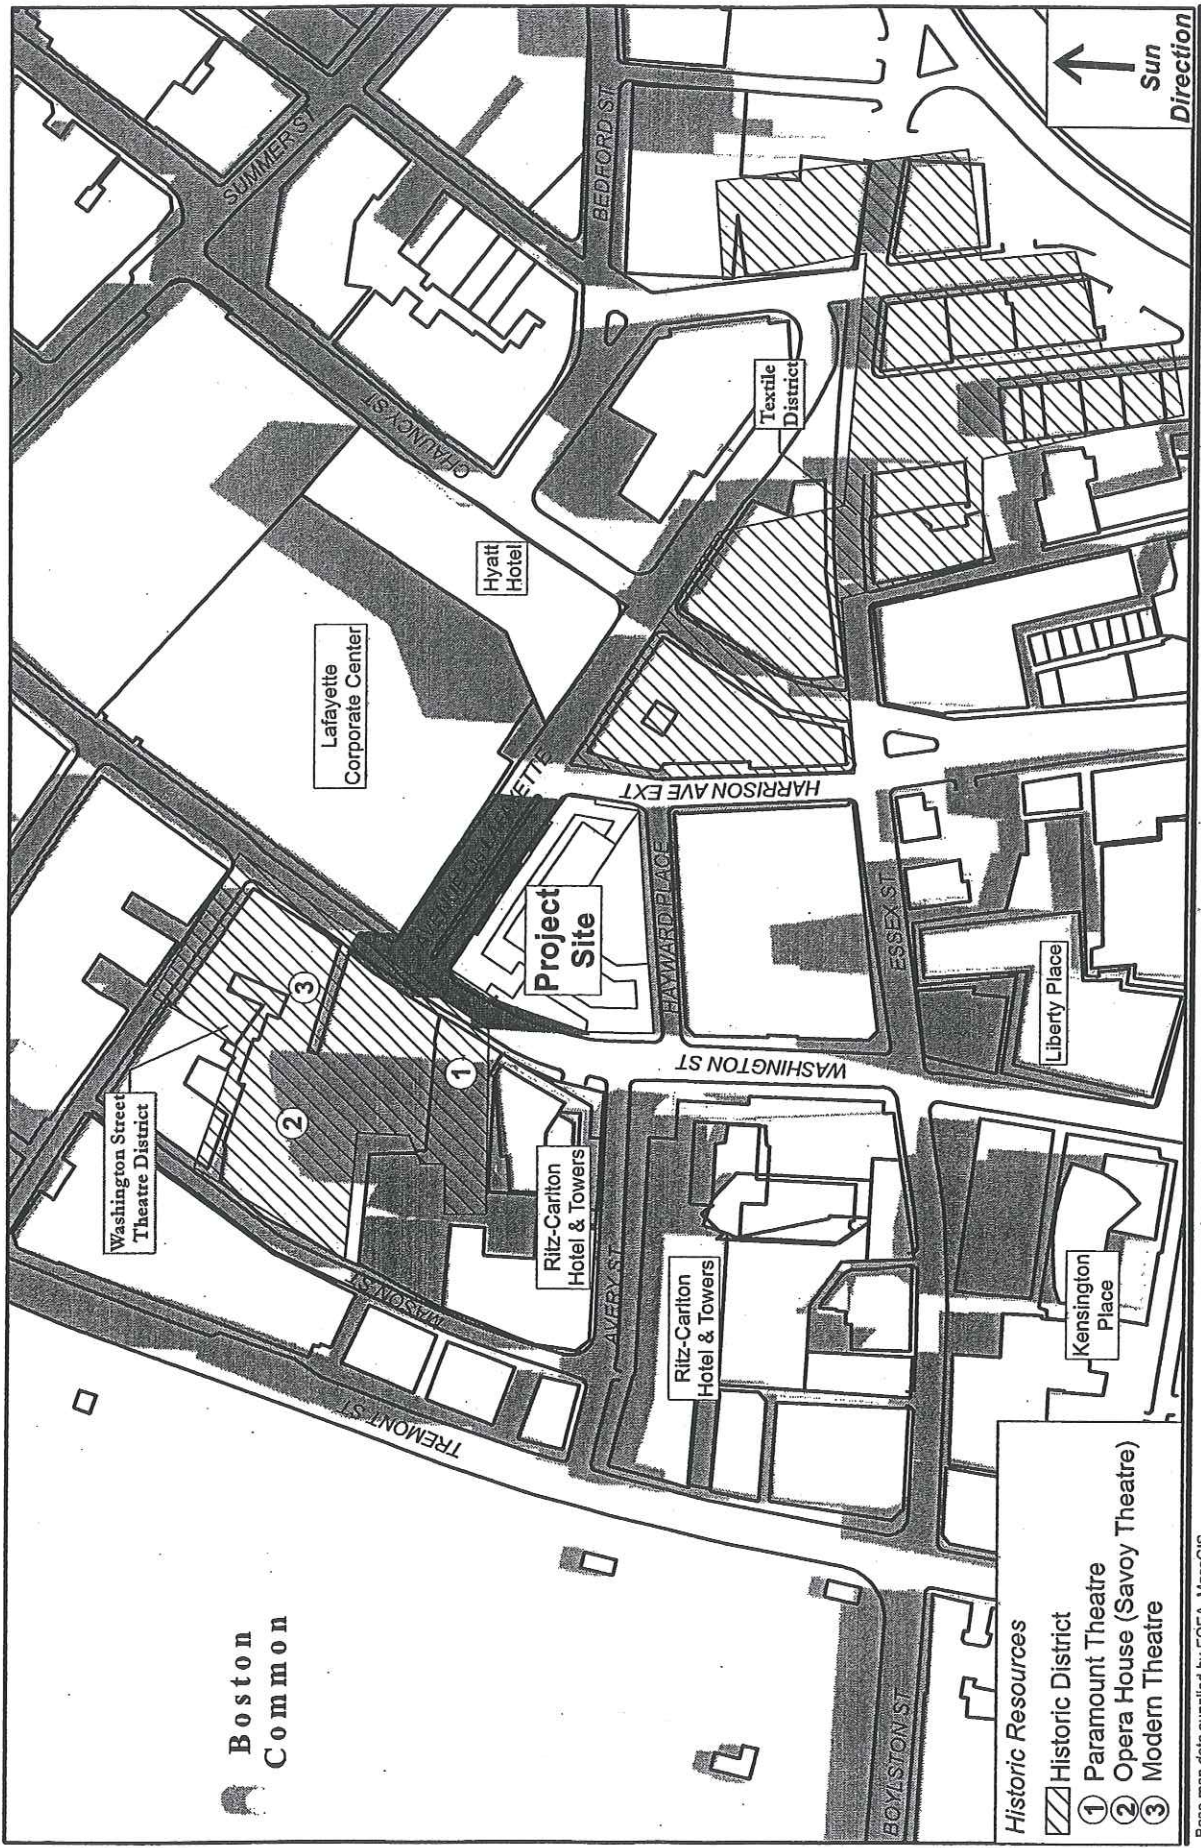 Boston
Common
TREMONT ST
BOYLSTON ST
MASON ST
AVERY ST
Washington Street
Theatre District
Ritz-Carlton
Hotel & Towers
Ritz-Carlton
Hotel & Towers
Kensington
Place
2
1
3
WASHINGTON ST
Liberty Place
Project
Site
HAYWARD PLACE
ESSEX ST
HARRISON AVE EXT
Lafayette
Corporate Center
Hyatt
Hotel
Textile
District
CHAUNCY ST
SUMMER ST
BEDFORD ST
Sun
Direction
Historic Resources
Historic District
1 Paramount Theatre
2 Opera House (Savoy Theatre)
3 Modern Theatre